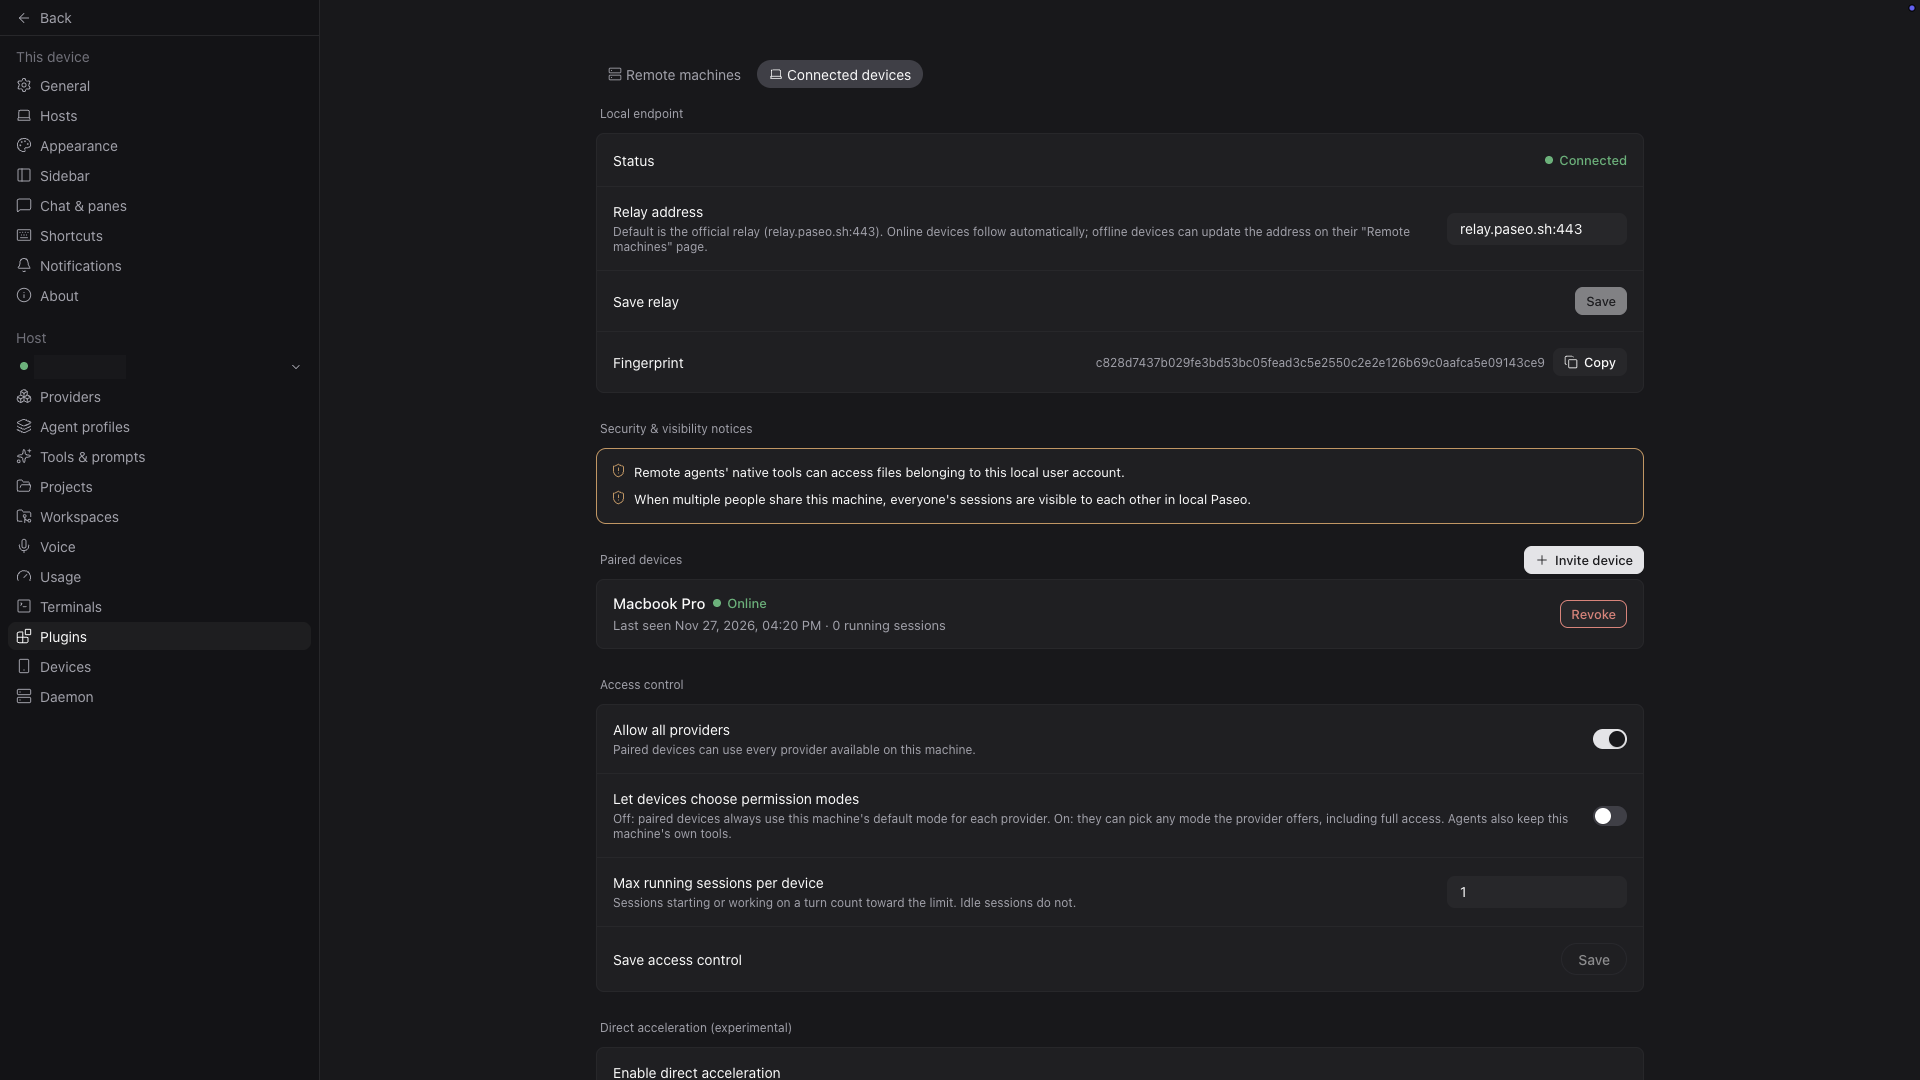 Back
This device
General
Hosts
Appearance
Sidebar
Chat & panes
Shortcuts
Notifications
About
Host
Providers
Agent profiles
Tools & prompts
Projects
Workspaces
Voice
Usage
Terminals
Plugins
Devices
Daemon
Remote machines
Connected devices
Local endpoint
Status
Connected
Relay address
Default is the official relay (relay.paseo.sh:443). Online devices follow automatically; offline devices can update the address on their "Remote
machines" page.
relay.paseo.sh:443
Save relay
Save
Fingerprint
c828d7437b029fe3bd53bc05fead3c5e2550c2e2e126b69c0aafca5e09143ce9
Copy
Security & visibility notices
Remote agents' native tools can access files belonging to this local user account.
When multiple people share this machine, everyone's sessions are visible to each other in local Paseo.
Paired devices
Invite device
Macbook Pro
Online
Last seen Nov 27, 2026, 04:20 PM · 0 running sessions
Revoke
Access control
Allow all providers
Paired devices can use every provider available on this machine.
Let devices choose permission modes
Off: paired devices always use this machine's default mode for each provider. On: they can pick any mode the provider offers, including full access. Agents also keep this
machine's own tools.
Max running sessions per device
Sessions starting or working on a turn count toward the limit. Idle sessions do not.
1
Save access control
Save
Direct acceleration (experimental)
Enable direct acceleration